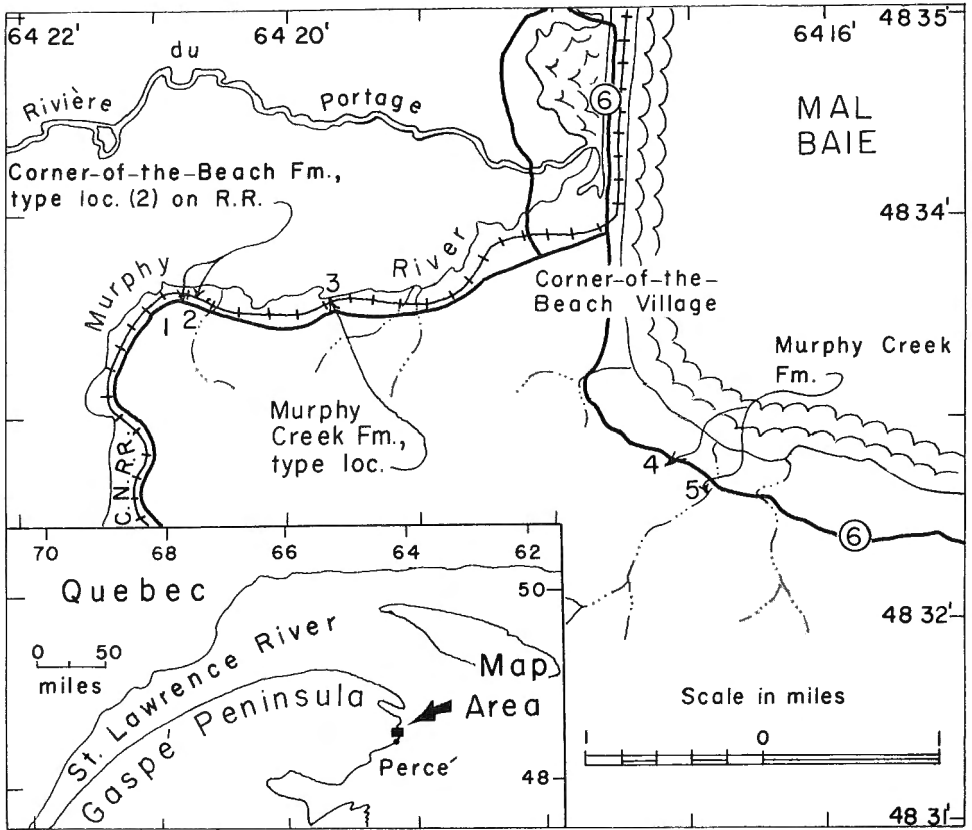 64 22'
64 20'
64 16'
48 35'
du
Rivière
Portage
6
MAL
BAIE
Corner-of-the-Beach Fm.,
type loc. (2) on R.R.
48 34'
Murphy
River
3
Corner-of-the-
Beach Village
1
2
Murphy Creek
Fm.
Murphy
Creek Fm.,
type loc.
4
5
C.N.R.R.
6
70
68
66
64
62
Quebec
50
48 32'
0
50
miles
St. Lawrence River
Gaspé Peninsula
Map
Area
Percé
48
Scale in miles
1
0
1
48 31'